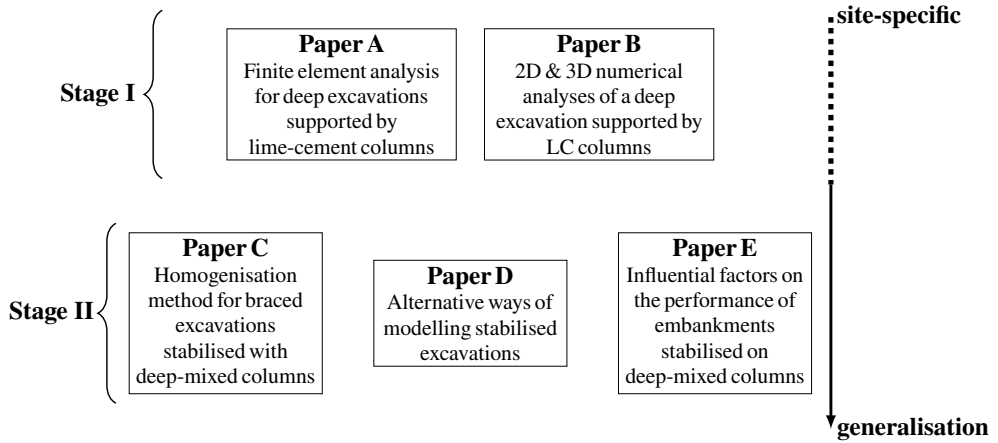 site-specific
Stage I
Paper A
Finite element analysis
for deep excavations
supported by
lime-cement columns
Paper B
2D & 3D numerical
analyses of a deep
excavation supported by
LC columns
Stage II
Paper C
Homogenisation
method for braced
excavations
stabilised with
deep-mixed columns
Paper D
Alternative ways of
modelling stabilised
excavations
Paper E
Influential factors on
the performance of
embankments
stabilised on
deep-mixed columns
generalisation